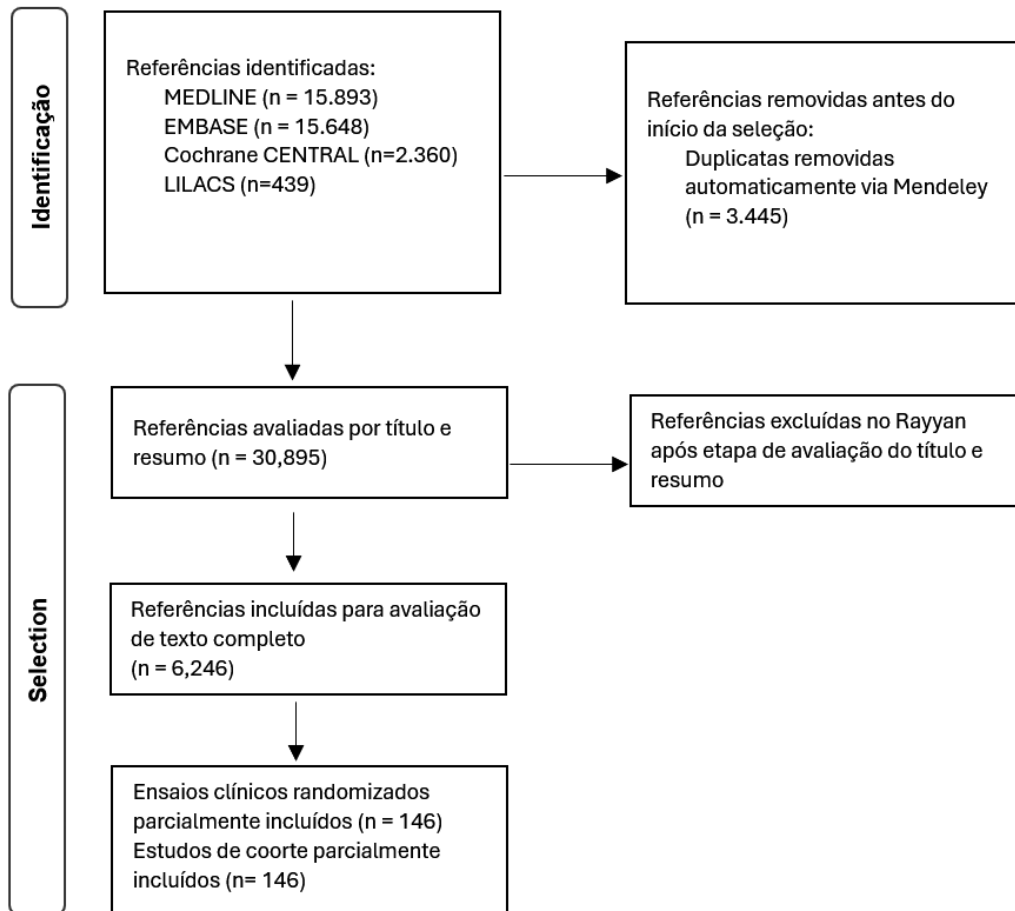 Identificação
Referências identificadas:
MEDLINE (n = 15.893)
EMBASE (n = 15.648)
Cochrane CENTRAL (n=2.360)
LILACS (n=439)
Referências removidas antes do
início da seleção:
Duplicatas removidas
automaticamente via Mendeley
(n = 3.445)
Selection
Referências avaliadas por título e
resumo (n = 30,895)
Referências excluídas no Rayyan
após etapa de avaliação do título e
resumo
Referências incluídas para avaliação
de texto completo
(n = 6,246)
Ensaios clínicos randomizados
parcialmente incluídos (n = 146)
Estudos de coorte parcialmente
incluídos (n= 146)